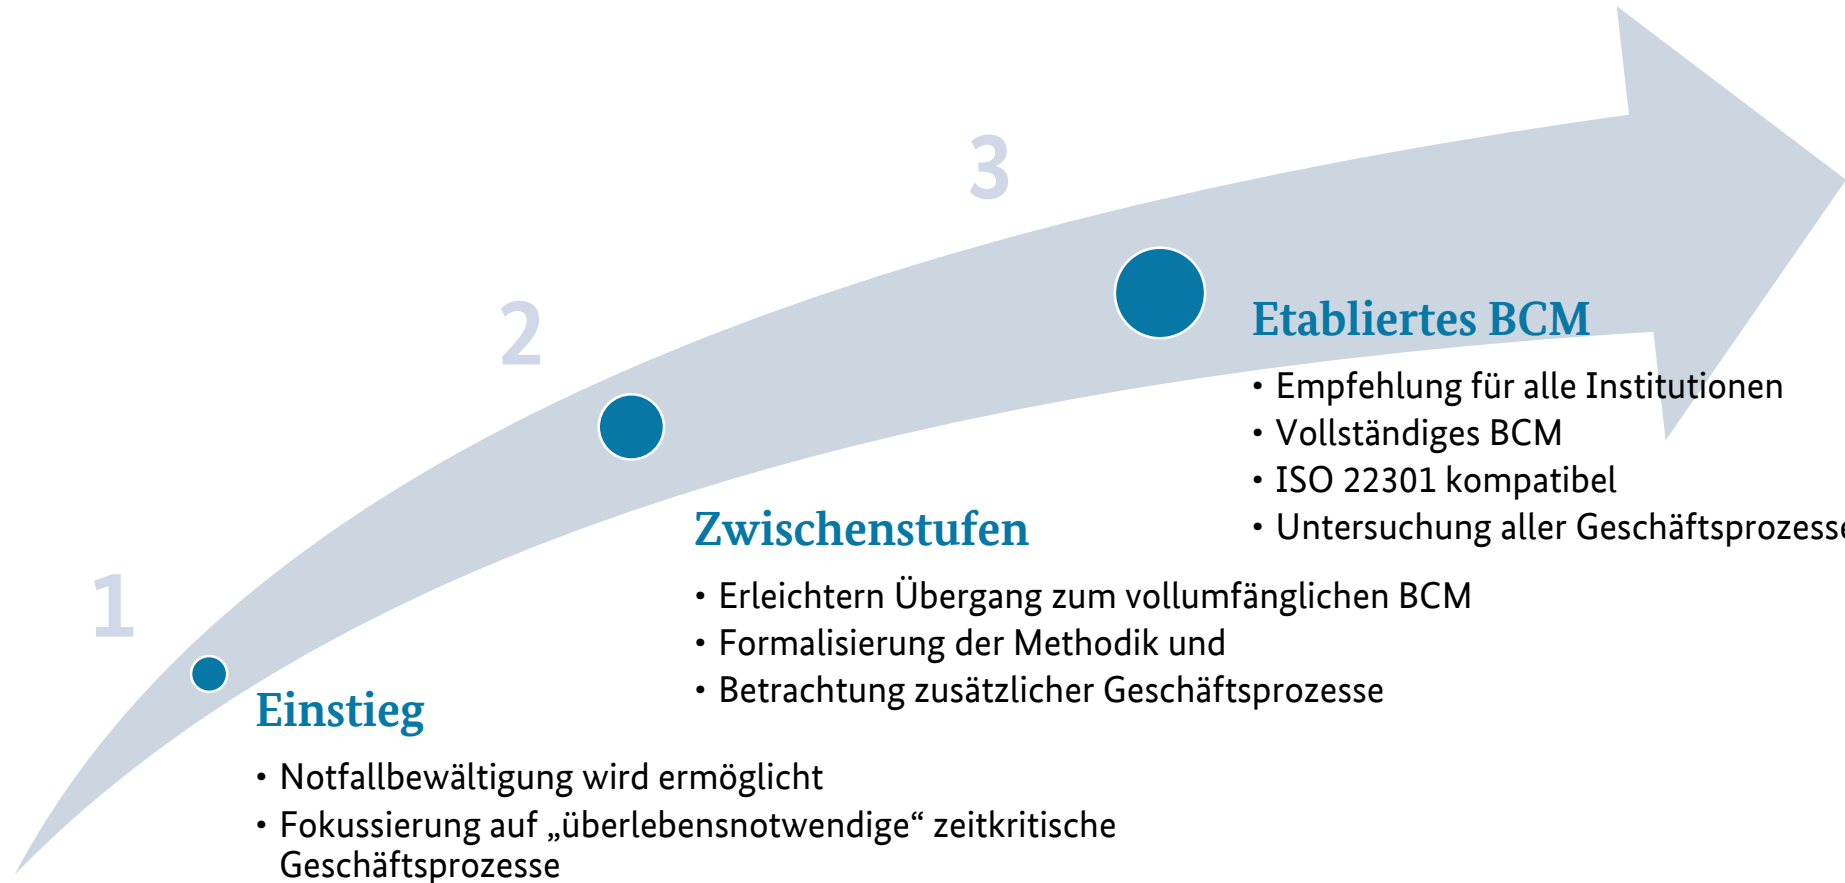 1
Einstieg
• Notfallbewältigung wird ermöglicht
• Fokussierung auf „überlebensnotwendige“ zeitkritische
Geschäftsprozesse
2
Zwischenstufen
• Erleichtern Übergang zum vollumfänglichen BCM
• Formalisierung der Methodik und
• Betrachtung zusätzlicher Geschäftsprozesse
3
Etabliertes BCM
• Empfehlung für alle Institutionen
• Vollständiges BCM
• ISO 22301 kompatibel
• Untersuchung aller Geschäftsprozesse